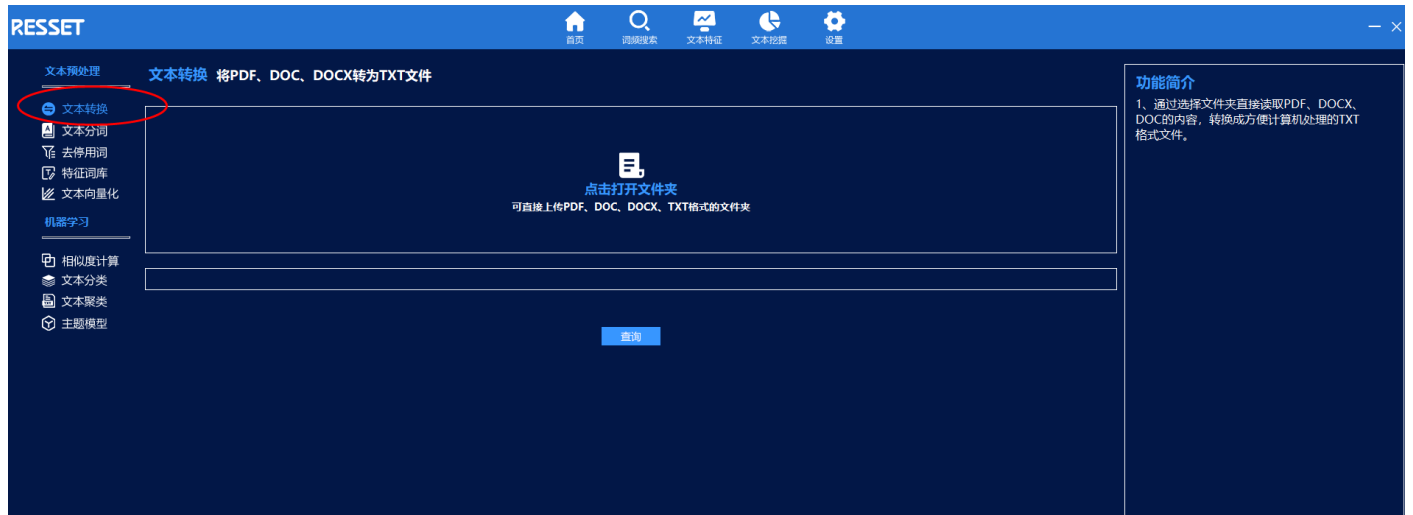 RESSET
首页
词频搜索
文本特征
文本挖掘
设置
文本预处理
文本转换
文本分词
去停用词
特征词库
文本向量化
机器学习
相似度计算
文本分类
文本聚类
主题模型
文本转换 将PDF、DOC、DOCX转为TXT文件
点击打开文件夹
可直接上传PDF、DOC、DOCX、TXT格式的文件夹
查询
功能简介
1、通过选择文件夹直接读取PDF、DOCX、
DOC的内容，转换成方便计算机处理的TXT
格式文件。